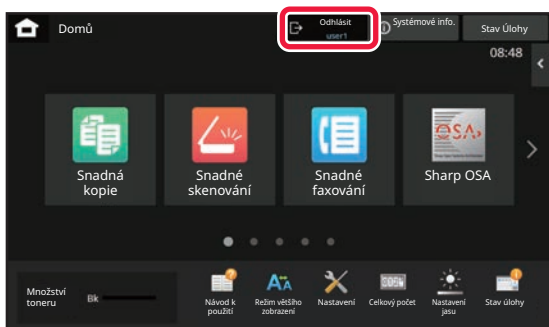 Domů
Odhlásit
user1
Systémové info.
Stav Úlohy
08:48
Snadná
kopie
Snadné
skenování
Snadné
faxování
OSA
Sharp OSA
Množství
toneru
Bk
Návod k
použití
Režim většího
zobrazení
Nastavení
Celkový počet
Nastavení
jasu
Stav úlohy